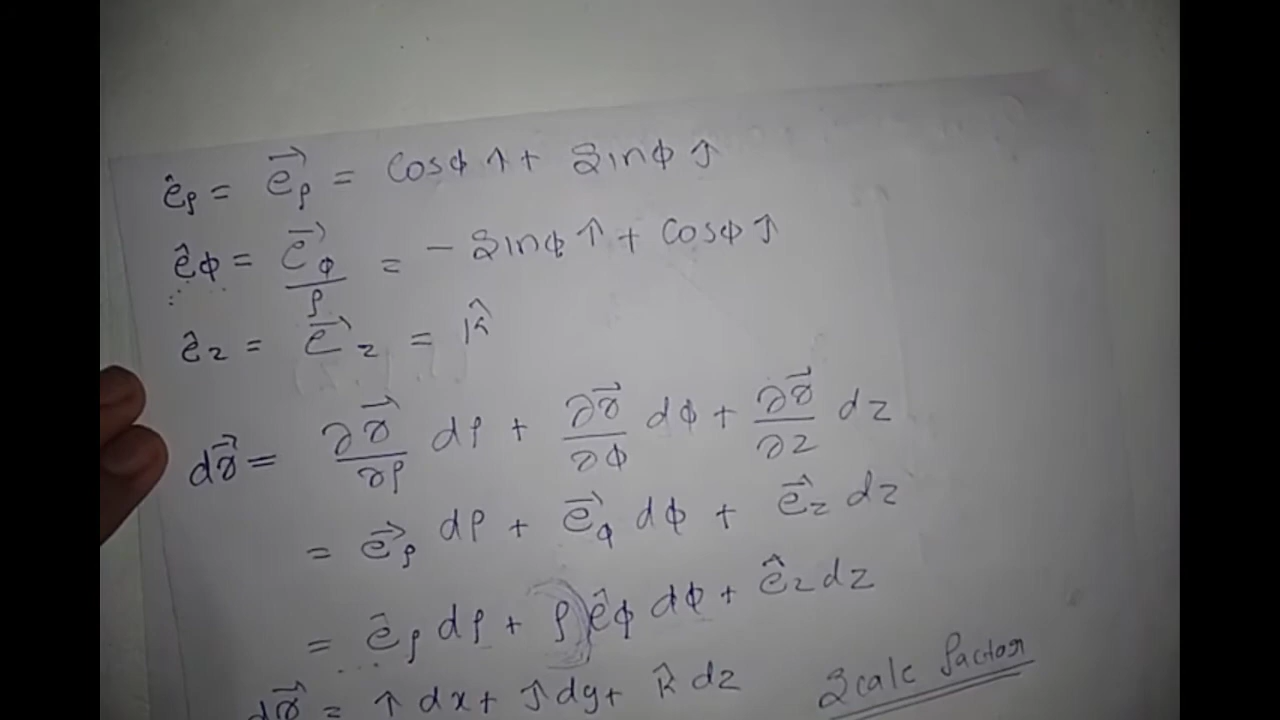 ê_ρ = e⃗_ρ = cosφ î + sinφ ĵ
ê_φ = e⃗_φ/ρ = -sinφ î + cosφ ĵ
ê_z = e⃗_z = k̂
dr⃗ = ∂r⃗/∂ρ dρ + ∂r⃗/∂φ dφ + ∂r⃗/∂z dz
= e⃗_ρ dρ + e⃗_φ dφ + e⃗_z dz
= ê_ρ dρ + ρ ê_φ dφ + ê_z dz
dr⃗ = î dx + ĵ dy + k̂ dz
Scale factor